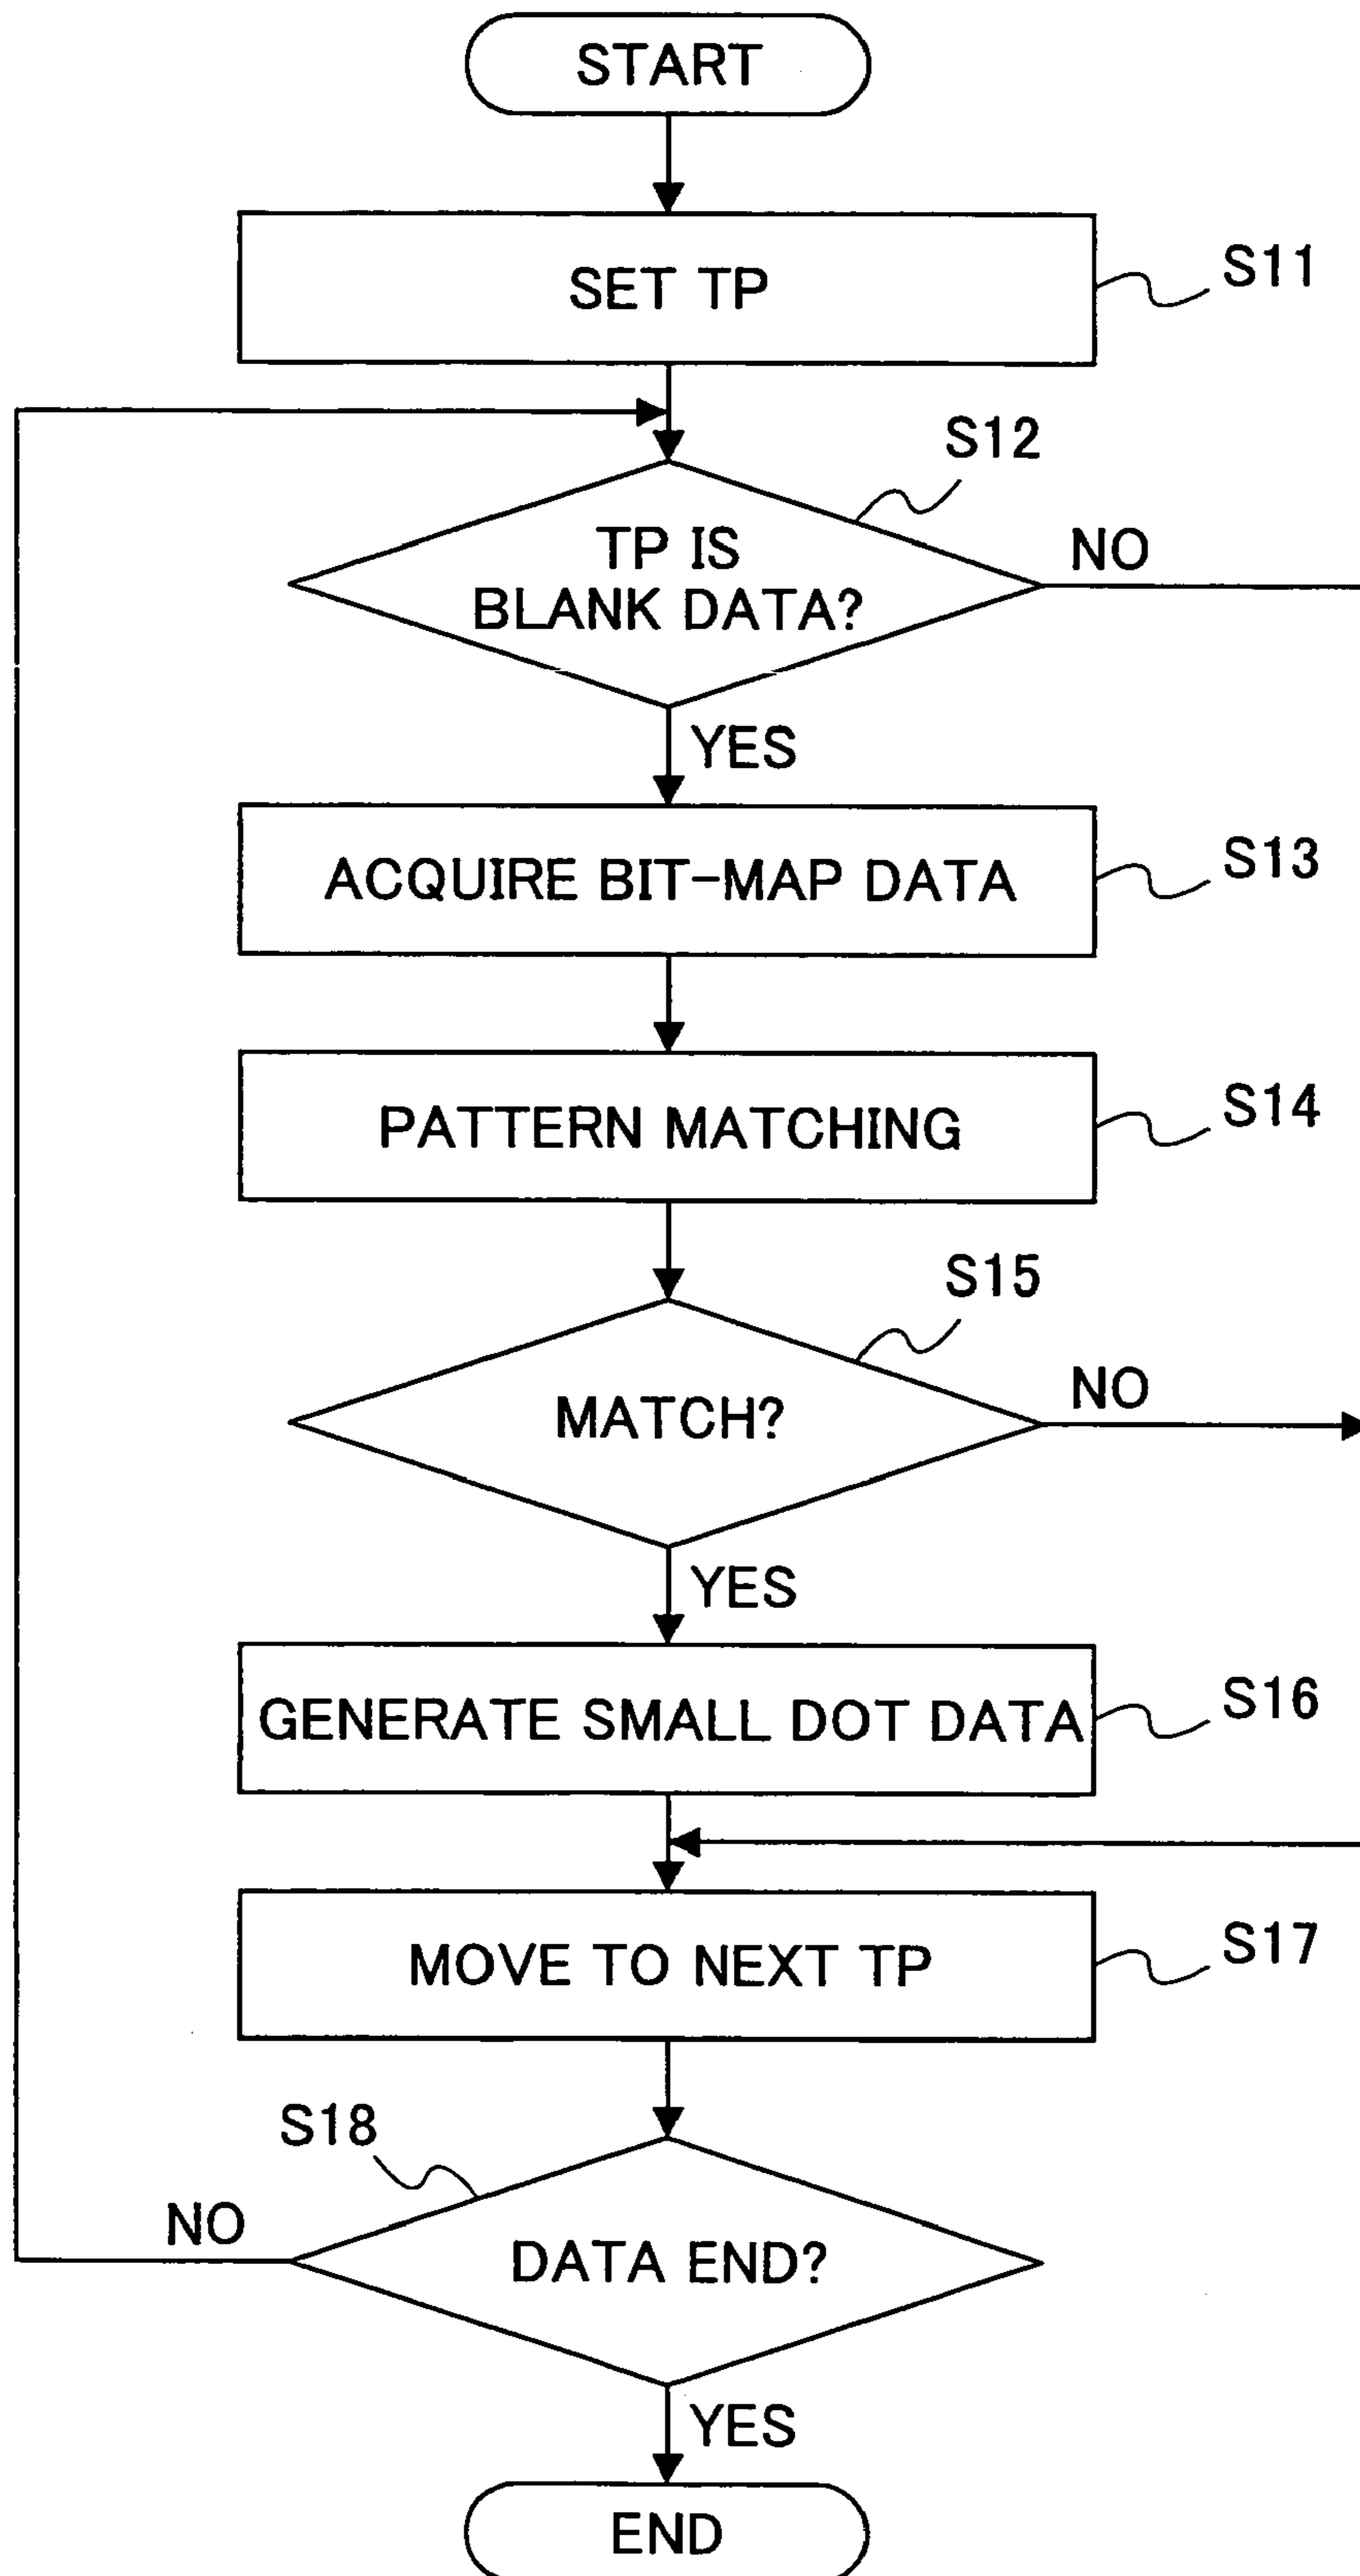 START
SET TP
S11
S12
TP IS
BLANK DATA?
NO
YES
ACQUIRE BIT-MAP DATA
S13
PATTERN MATCHING
S14
S15
MATCH?
NO
YES
GENERATE SMALL DOT DATA
S16
MOVE TO NEXT TP
S17
S18
NO
DATA END?
YES
END